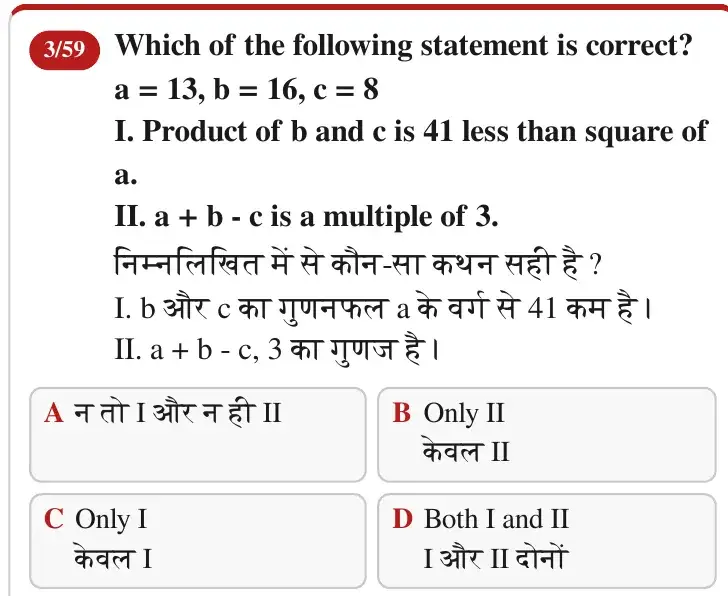 3/59 Which of the following statement is correct?
a = 13, b = 16, c = 8
I. Product of b and c is 41 less than square of
a.
II. a + b - c is a multiple of 3.
निम्नलिखित में से कौन-सा कथन सही है ?
I. b और c का गुणनफल a के वर्ग से 41 कम है।
II. a + b - c, 3 का गुणज है।
A न तो I और न ही II
B Only II
केवल II
C Only I
केवल I
D Both I and II
I और II दोनों